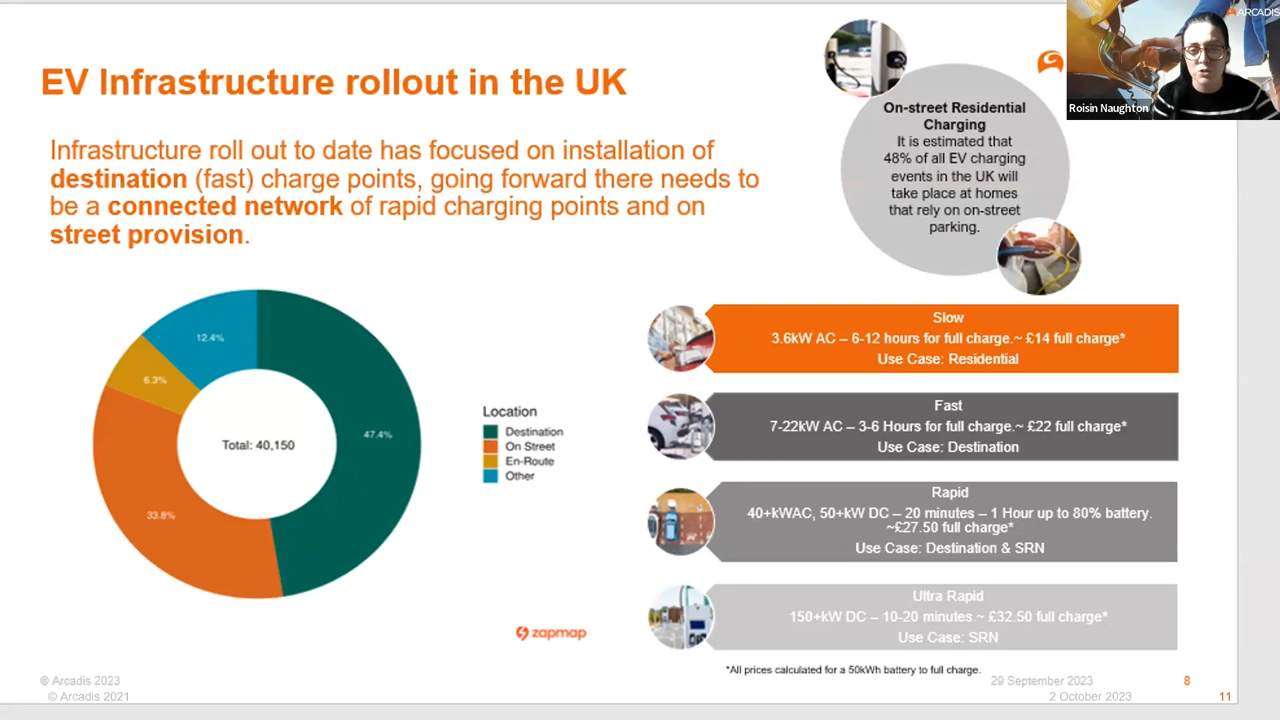 EV Infrastructure rollout in the UK
Infrastructure roll out to date has focused on installation of
destination (fast) charge points, going forward there needs to
be a connected network of rapid charging points and on
street provision.
On-street Residential
Charging
It is estimated that
48% of all EV charging
events in the UK will
take place at homes
that rely on on-street
parking.
ARCADIS
Roisin Naughton
12.4%
6.3%
47.4%
33.8%
Total: 40,150
Location
Destination
On Street
En-Route
Other
zapmap
Slow
3.6kW AC – 6-12 hours for full charge.~ £14 full charge*
Use Case: Residential
Fast
7-22kW AC – 3-6 Hours for full charge.~ £22 full charge*
Use Case: Destination
Rapid
40+kWAC, 50+kW DC – 20 minutes – 1 Hour up to 80% battery.
~£27.50 full charge*
Use Case: Destination & SRN
Ultra Rapid
150+kW DC – 10-20 minutes.~ £32.50 full charge*
Use Case: SRN
*All prices calculated for a 50kWh battery to full charge.
© Arcadis 2023
29 September 2023
8
© Arcadis 2021
2 October 2023
11